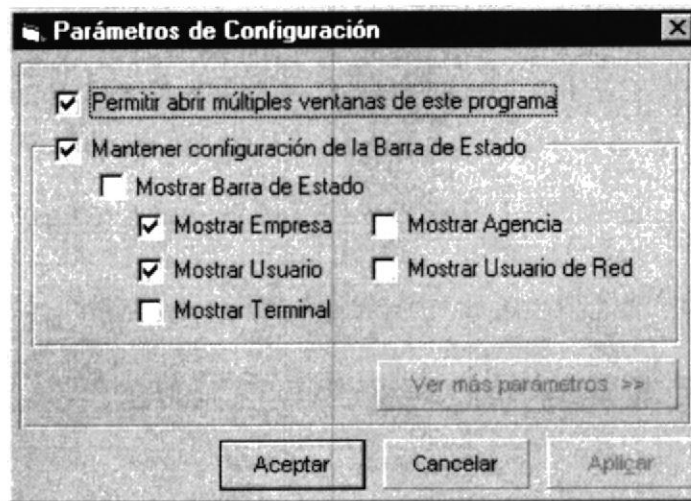 Parámetros de Configuración
Permitir abrir múltiples ventanas de este programa
Mantener configuración de la Barra de Estado
Mostrar Barra de Estado
Mostrar Empresa Mostrar Agencia
Mostrar Usuario Mostrar Usuario de Red
Mostrar Terminal
Ver más parámetros >>
Aceptar Cancelar Aplicar